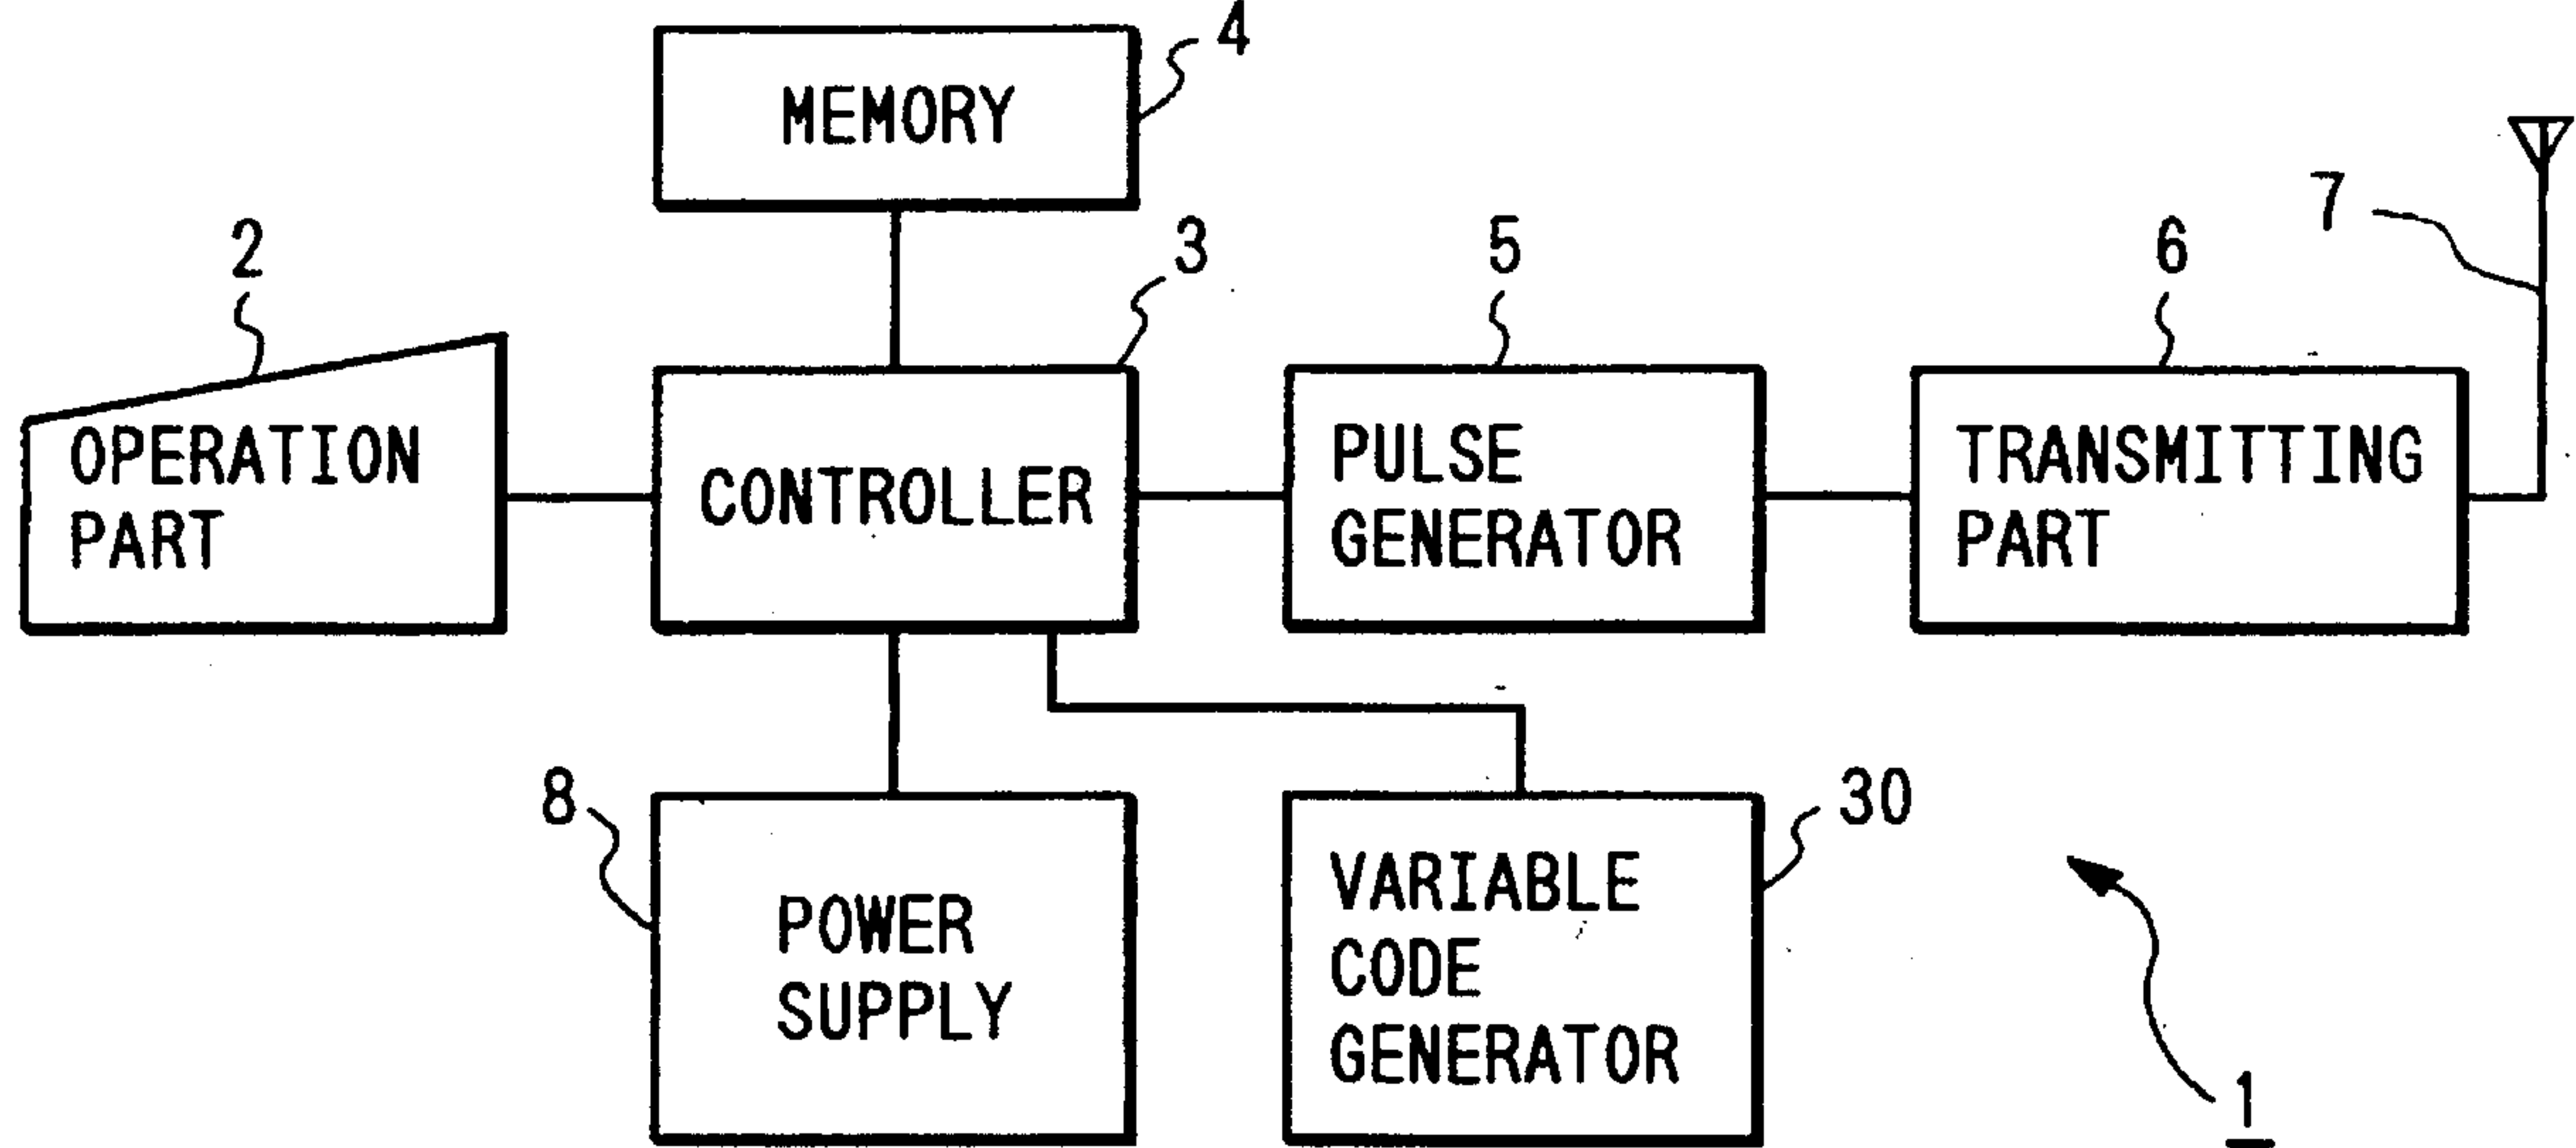 4
MEMORY
7
2
3
5
6
OPERATION
PART
CONTROLLER
PULSE
GENERATOR
TRANSMITTING
PART
8
30
POWER
SUPPLY
VARIABLE
CODE
GENERATOR
1